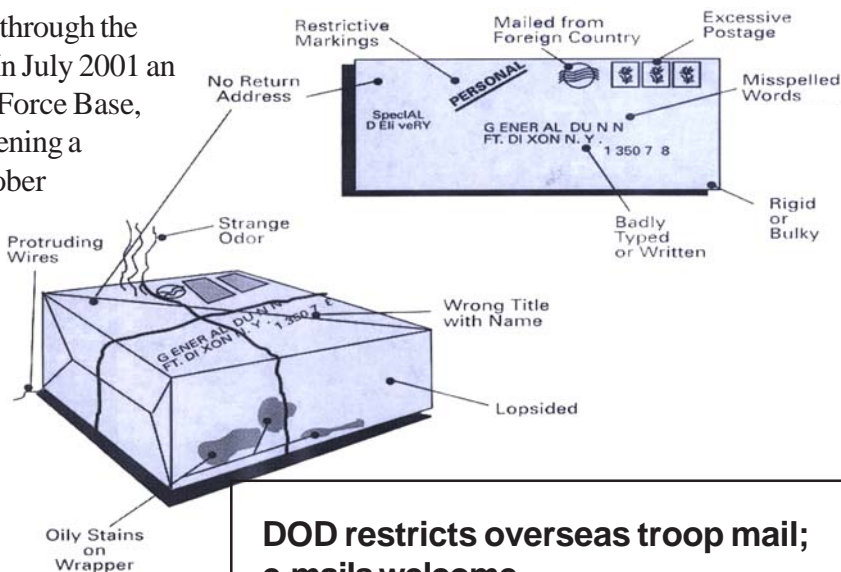 through the
In July 2001 an
Force Base,
ening a
ober
Restrictive
Markings
Mailed from
Foreign Country
Excessive
Postage
No Return
Address
Misspelled
Words
PERSONAL
SpecIAL
D Eli veRY
G ENER AL DU N N
FT. DI XON N. Y .
1 350 7 8
Rigid
or
Bulky
Badly
Typed
or Written
Protruding
Wires
Strange
Odor
Wrong Title
with Name
G ENER AL DU N N
FT. DI XON N. Y . 1 350 7
Lopsided
Oily Stains
on
Wrapper
DOD restricts overseas troop mail;
e-mails welcome